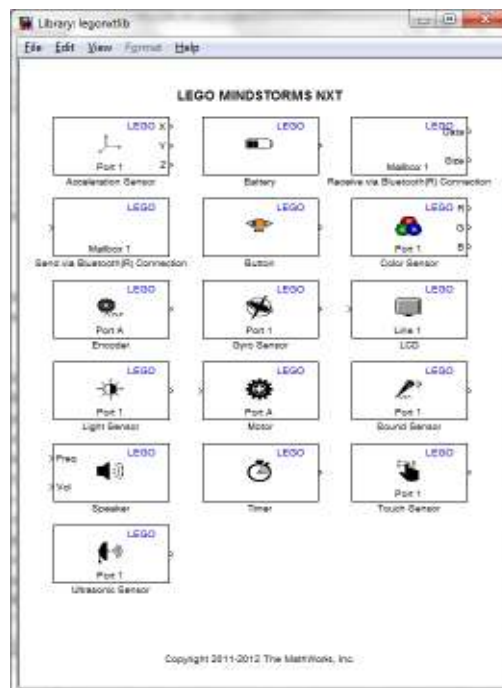 Library: legonxtlib
File Edit View Format Help
LEGO MINDSTORMS NXT
LEGO X
Y
Port 1 Z
Acceleration Sensor
LEGO
Battery
LEGO Data
Size
Mailbox 1
Receive via Bluetooth(R) Connection
LEGO
Mailbox 1
Send via Bluetooth(R) Connection
LEGO
Button
LEGO R
G
Port 1 B
Color Sensor
LEGO
Port A
Encoder
LEGO
Port 1
Gyro Sensor
LEGO
Line 1
LCD
LEGO
Port 1
Light Sensor
LEGO
Port A
Motor
LEGO
Port 1
Sound Sensor
LEGO
Freq
Vol
Speaker
LEGO
Timer
LEGO
Port 1
Touch Sensor
LEGO
Port 1
Ultrasonic Sensor
Copyright 2011-2012 The MathWorks, Inc.